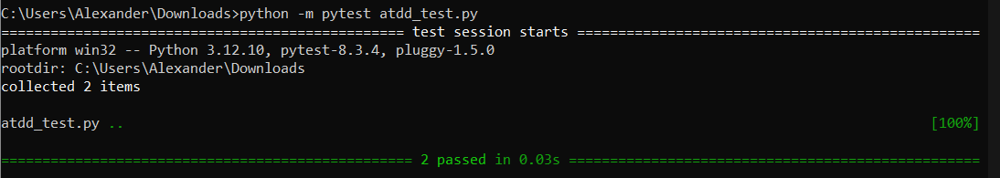 C:\Users\Alexander\Downloads>python -m pytest atdd_test.py
================================================= test session starts =================================================
platform win32 -- Python 3.12.10, pytest-8.3.4, pluggy-1.5.0
rootdir: C:\Users\Alexander\Downloads
collected 2 items
atdd_test.py .. [100%]
================================================== 2 passed in 0.03s ==================================================